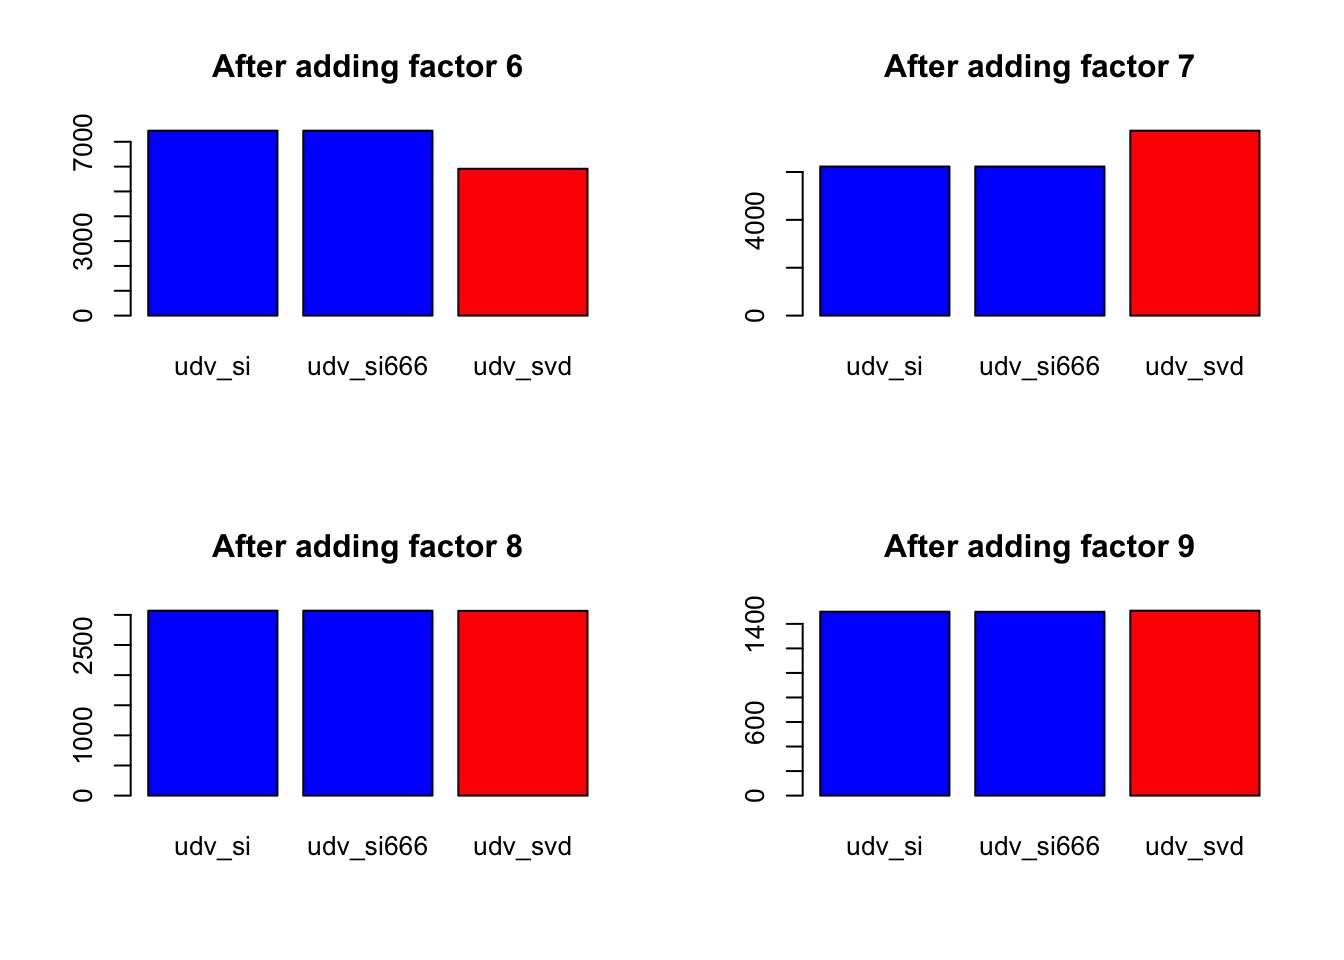 After adding factor 6
7000
3000
0
udv_si udv_si666 udv_svd
After adding factor 7
4000
0
udv_si udv_si666 udv_svd
After adding factor 8
2500
1000
0
udv_si udv_si666 udv_svd
After adding factor 9
1400
600
0
udv_si udv_si666 udv_svd